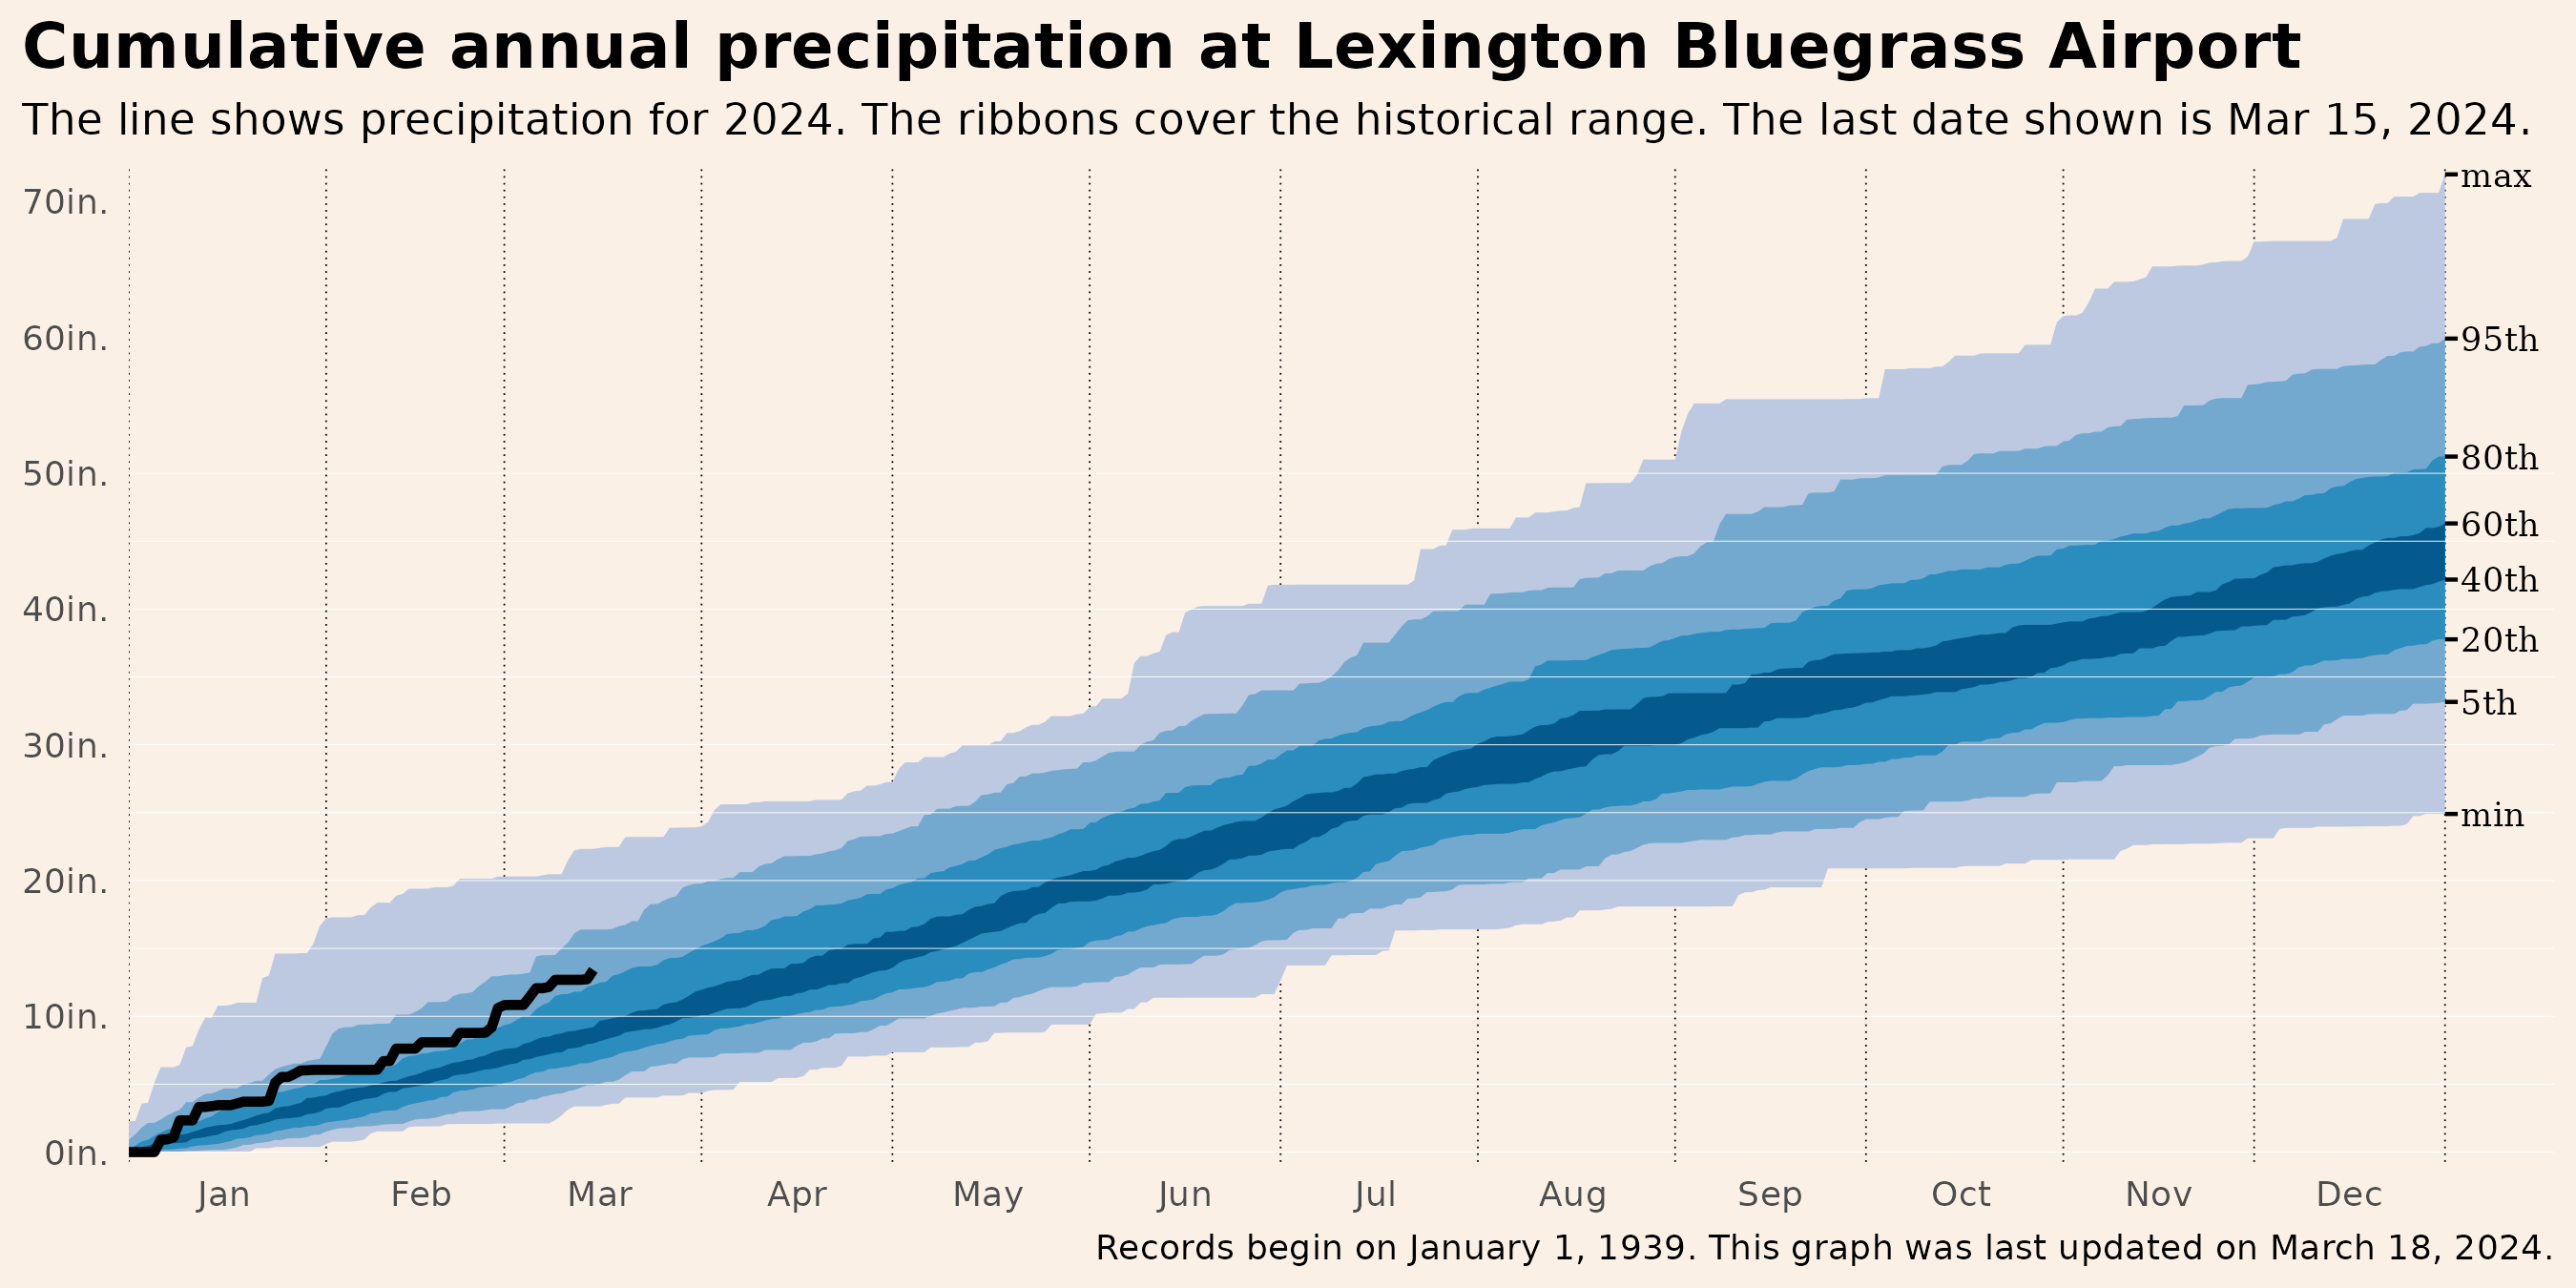 Cumulative annual precipitation at Lexington Bluegrass Airport
The line shows precipitation for 2024. The ribbons cover the historical range. The last date shown is Mar 15, 2024.
70in.
60in.
50in.
40in.
30in.
20in.
10in.
0in.
max
95th
80th
60th
40th
20th
5th
min
Jan Feb Mar Apr May Jun Jul Aug Sep Oct Nov Dec
Records begin on January 1, 1939. This graph was last updated on March 18, 2024.